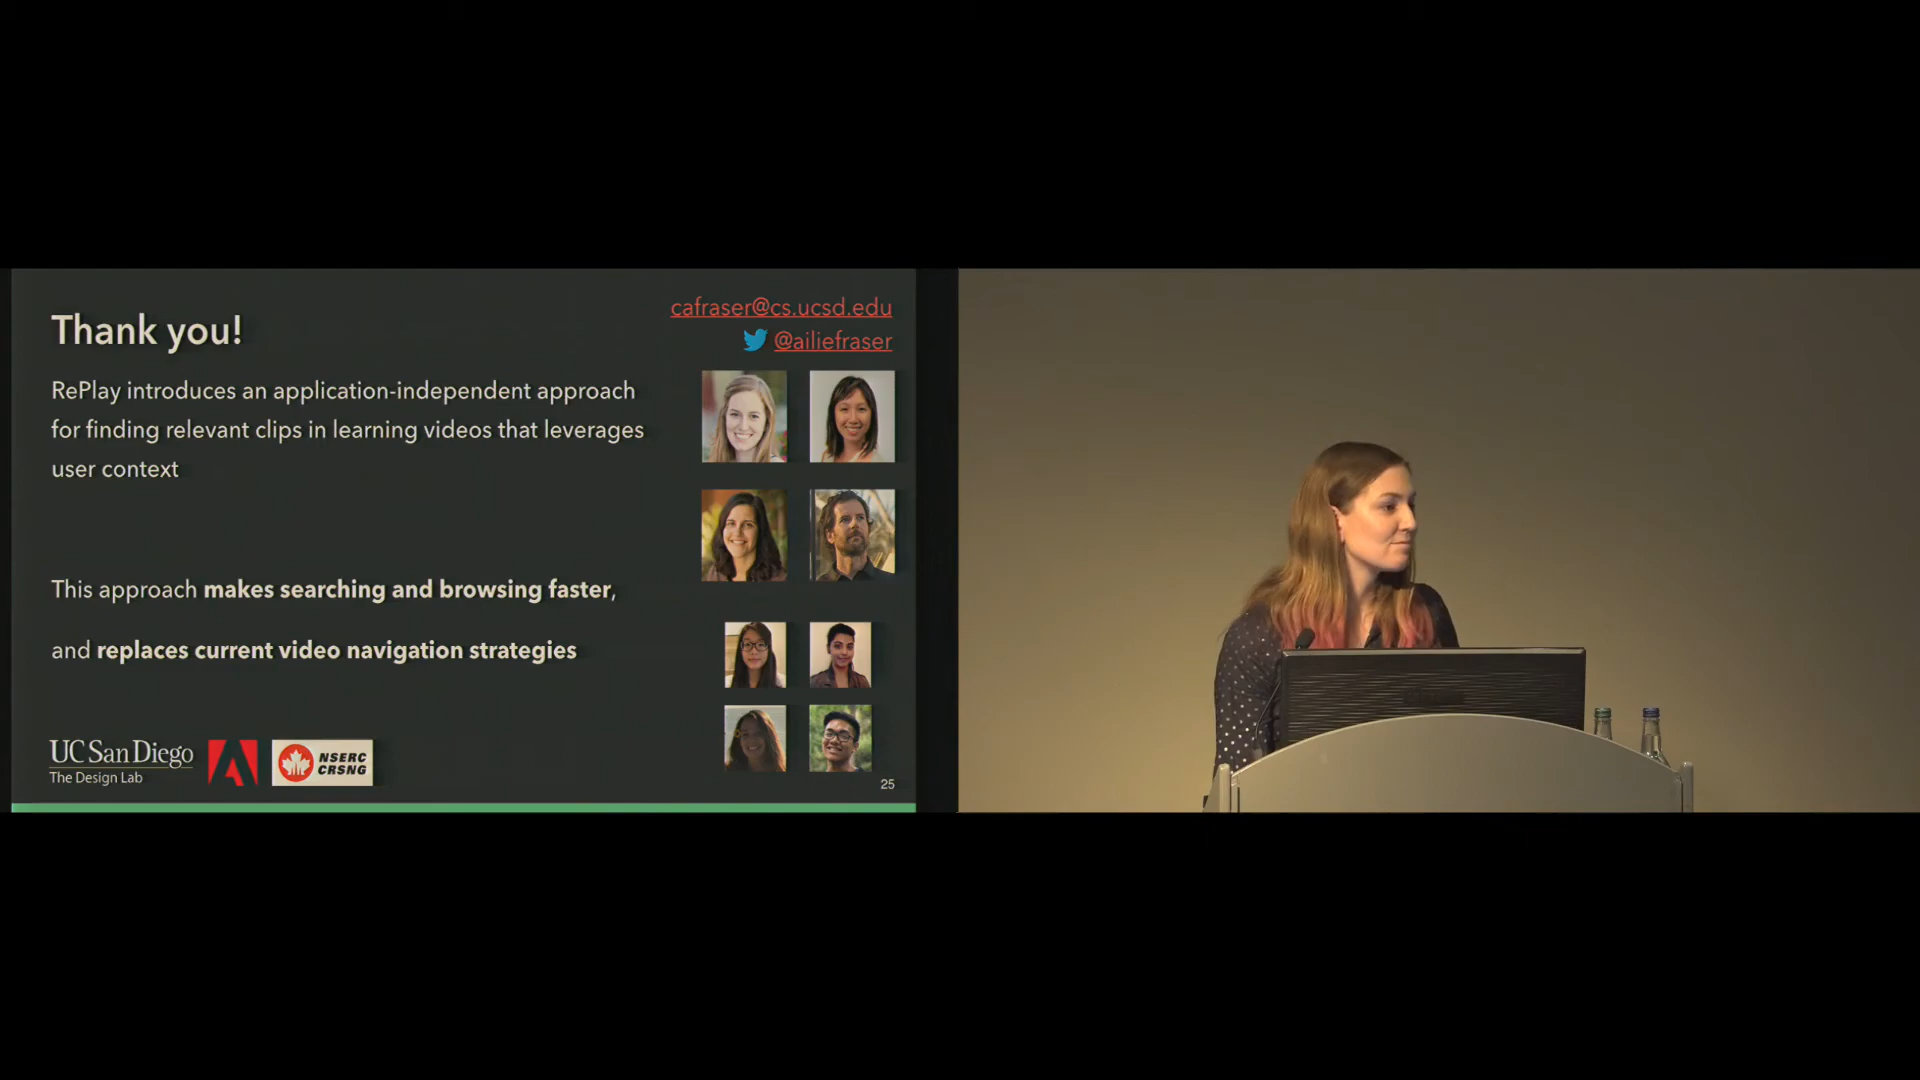 Thank you!
cafraser@cs.ucsd.edu
@ailiefraser
RePlay introduces an application-independent approach
for finding relevant clips in learning videos that leverages
user context
This approach makes searching and browsing faster,
and replaces current video navigation strategies
UC San Diego
The Design Lab
NSERC
CRSNG
25